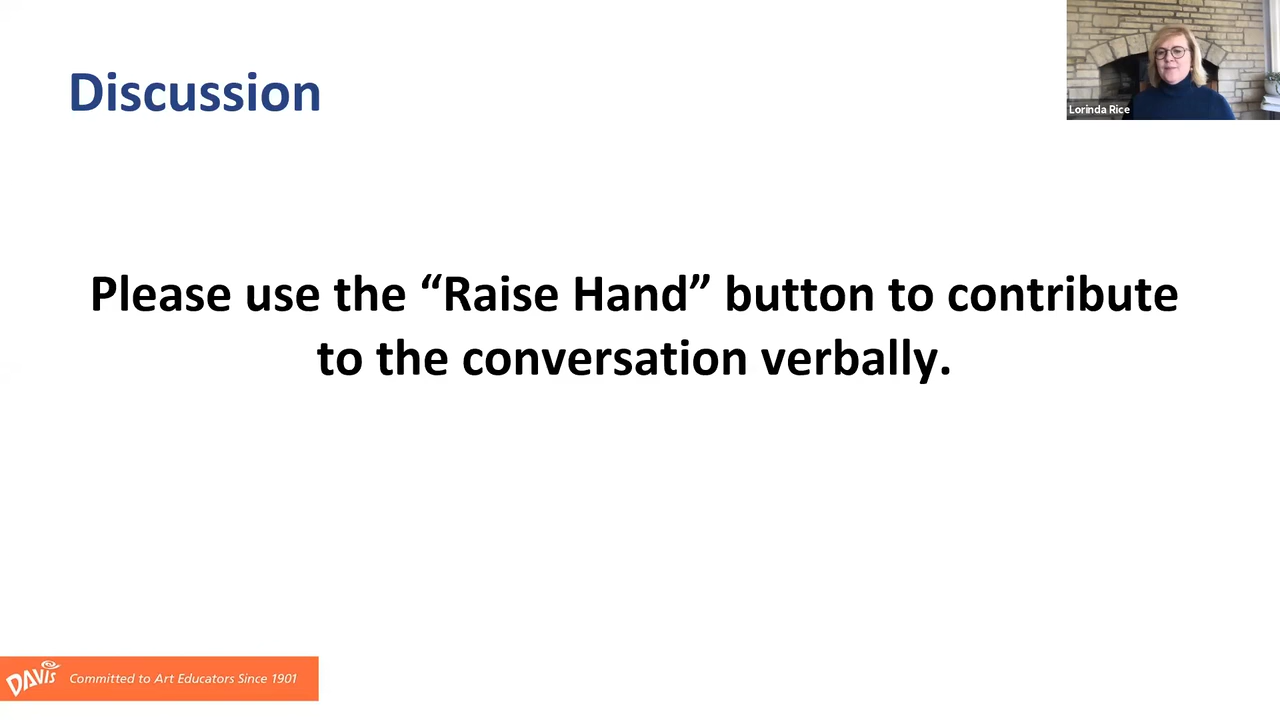 Discussion
Lorinda Rice
Please use the “Raise Hand” button to contribute
to the conversation verbally.
DAVIS
Committed to Art Educators Since 1901